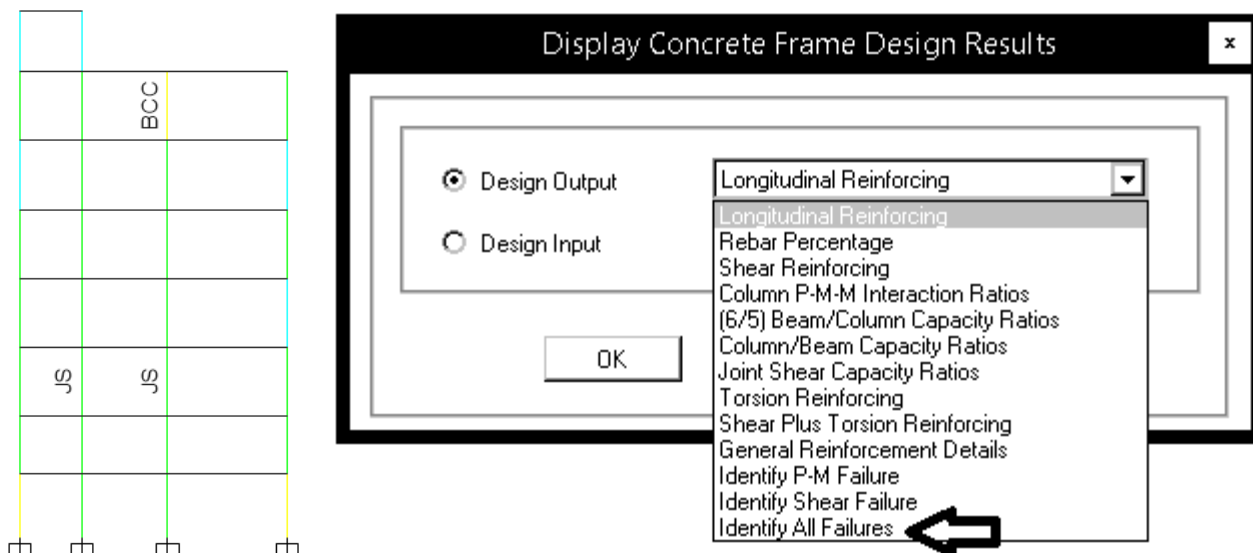 BCC
JS
JS
Display Concrete Frame Design Results
x
Design Output
Longitudinal Reinforcing
Design Input
Longitudinal Reinforcing
Rebar Percentage
Shear Reinforcing
Column P-M-M Interaction Ratios
(6/5) Beam/Column Capacity Ratios
Column/Beam Capacity Ratios
Joint Shear Capacity Ratios
Torsion Reinforcing
Shear Plus Torsion Reinforcing
General Reinforcement Details
Identify P-M Failure
Identify Shear Failure
Identify All Failures
OK